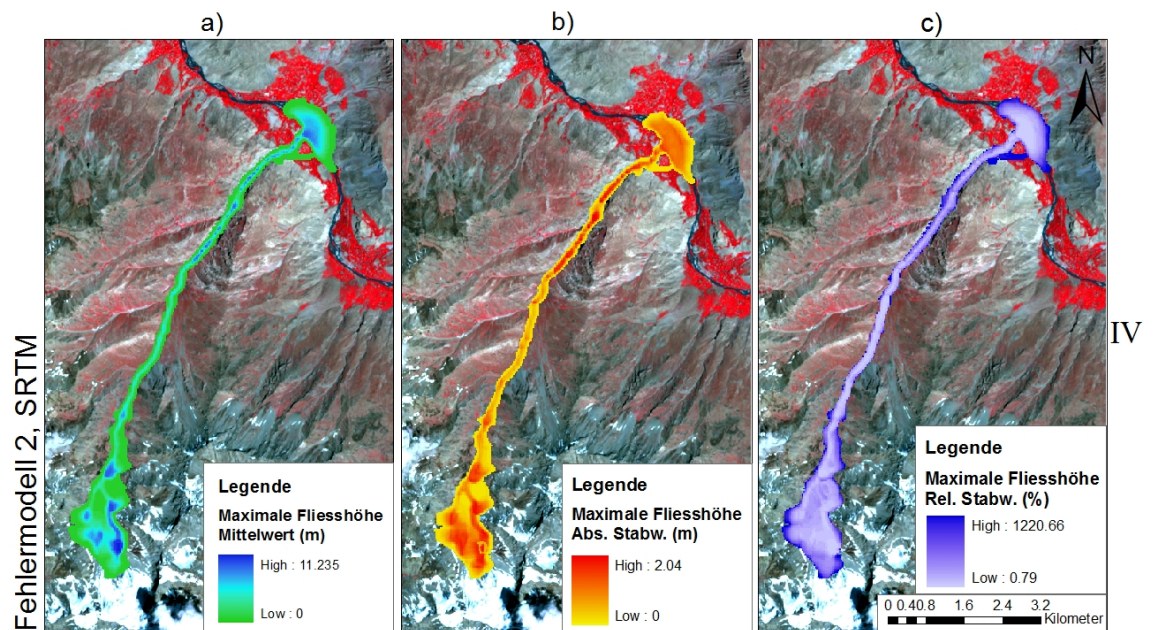 a)
b)
c)
N
Fehlermodell 2, SRTM
IV
Legende
Maximale Fliesshöhe
Mittelwert (m)
High : 11.235
Low : 0
Legende
Maximale Fliesshöhe
Abs. Stabw. (m)
High : 2.04
Low : 0
Legende
Maximale Fliesshöhe
Rel. Stabw. (%)
High : 1220.66
Low : 0.79
0 0.40.8 1.6 2.4 3.2
Kilometer